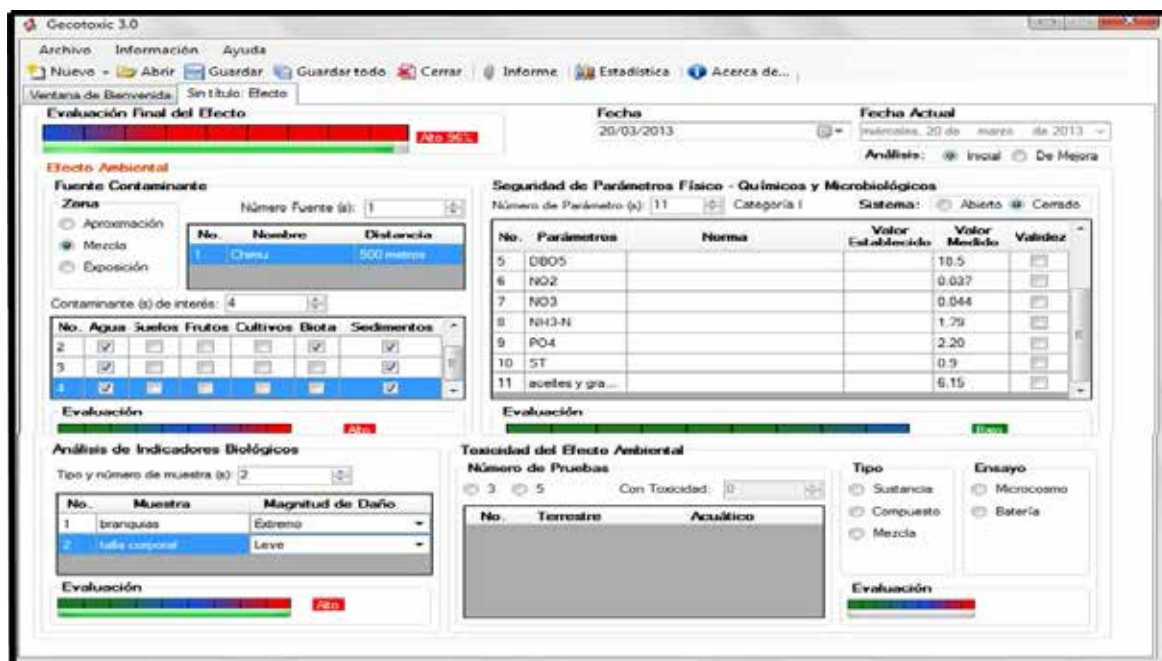 Gecotoxic 3.0
Archivo Información Ayuda
Nuevo Abrir Guardar Guardar todo Cerrar Informe Estadística Acerca de...
Ventana de Bienvenida Sin título: Efecto
Evaluación Final del Efecto
Alto 96%
Fecha
20/03/2013
Fecha Actual
miércoles, 20 de marzo de 2013
Análisis: Inicial De Mejora
Efecto Ambiental
Fuente Contaminante
Zona
Aproximación
Mezcla
Exposición
Número Fuente (s): 1
No. Nombre Distancia
1 Chimu 500 metros
Contaminante (s) de interés: 4
No. Agua Suelos Frutos Cultivos Biota Sedimentos
2
3
4
Evaluación
Alto
Seguridad de Parámetros Físico - Químicos y Microbiológicos
Número de Parámetro (s) 11 Categoría I Sistema: Abierto Cerrado
No. Parámetros Norma Valor Establecido Valor Medido Validez
5 DBO5 18.5
6 NO2 0.037
7 NO3 0.044
8 NH3-N 1.79
9 PO4 2.20
10 ST 0.9
11 aceites y gra... 6.15
Evaluación
Bajo
Análisis de Indicadores Biológicos
Tipo y número de muestra (s): 2
No. Muestra Magnitud de Daño
1 branquias Extremo
2 talla corporal Leve
Evaluación
Alto
Toxicidad del Efecto Ambiental
Número de Pruebas
3 5 Con Toxicidad: 0
No. Terrestre Acuático
Tipo
Sustancia
Compuesto
Mezcla
Ensayo
Microcosmo
Batería
Evaluación